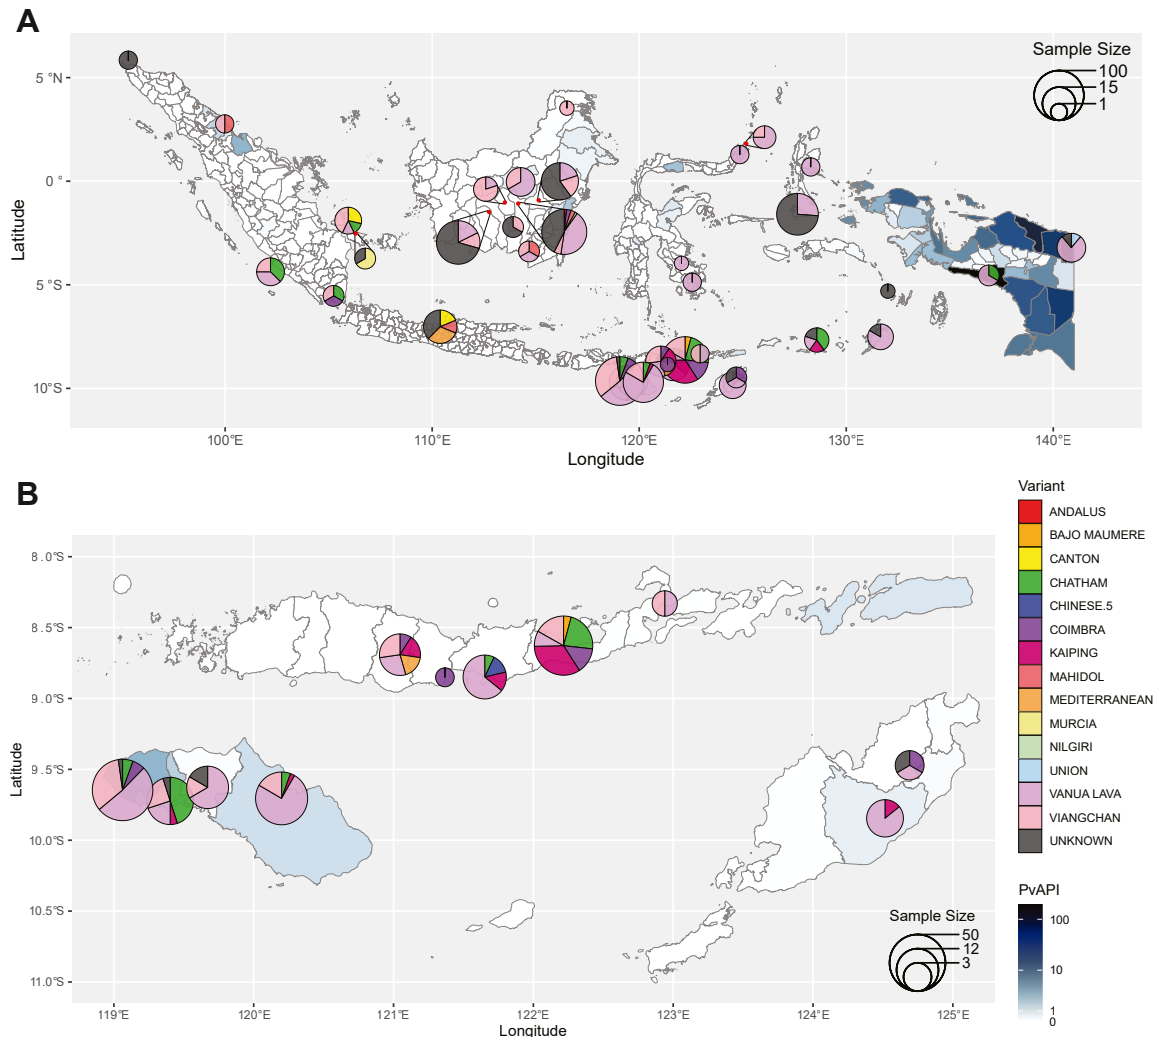 A
Sample Size
100
15
1
5 °N
0 °
5 °S
10°S
Latitude
100°E
110°E
120°E
130°E
140°E
Longitude
B
8.0°S
8.5°S
9.0°S
9.5°S
10.0°S
10.5°S
11.0°S
Latitude
119°E
120°E
121°E
122°E
123°E
124°E
125°E
Longitude
Sample Size
50
12
3
Variant
ANDALUS
BAJO MAUMERE
CANTON
CHATHAM
CHINESE.5
COIMBRA
KAIPING
MAHIDOL
MEDITERRANEAN
MURCIA
NILGIRI
UNION
VANUA LAVA
VIANGCHAN
UNKNOWN
PvAPI
100
10
1
0